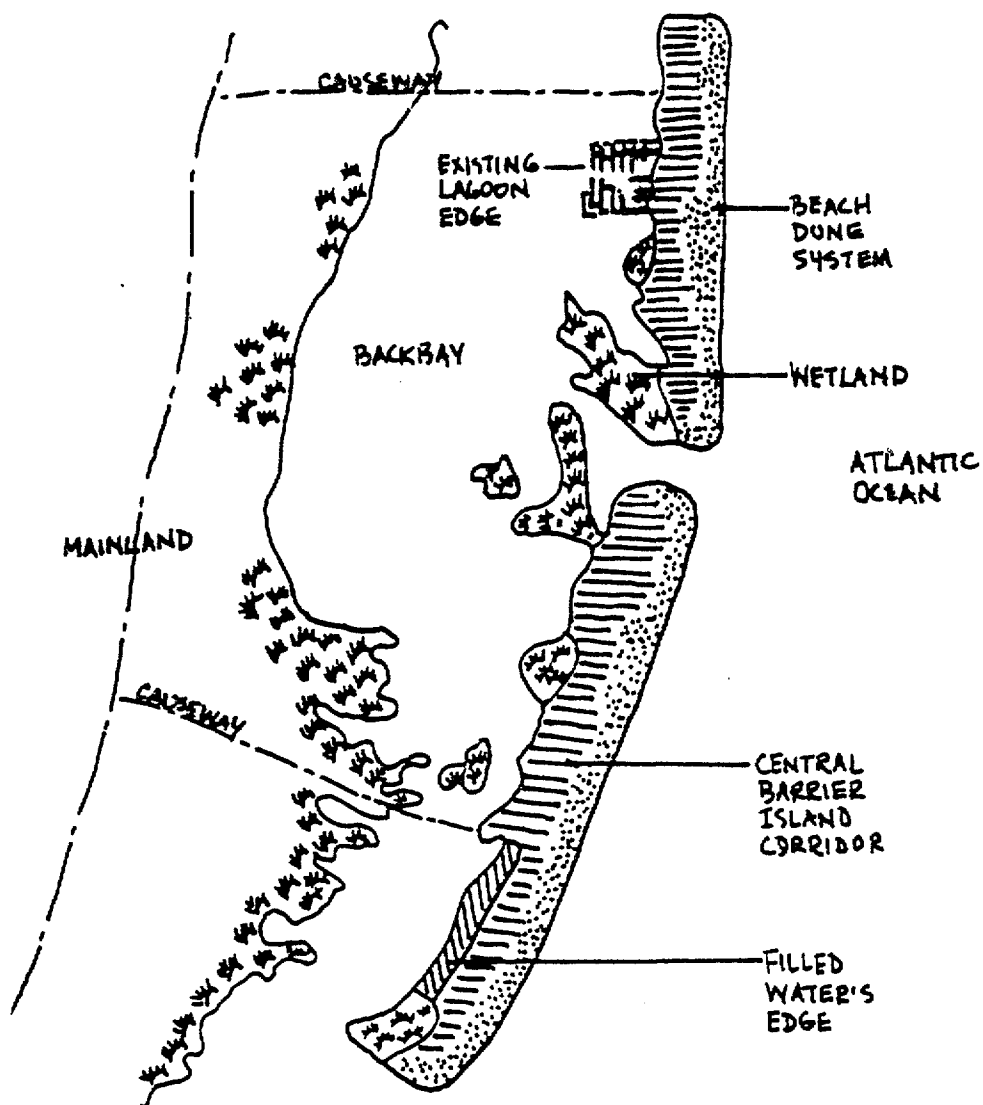 CAUSEWAY
EXISTING
LAGOON
EDGE
BEACH
DUNE
SYSTEM
BACKBAY
WETLAND
ATLANTIC
OCEAN
MAINLAND
CAUSEWAY
CENTRAL
BARRIER
ISLAND
CORRIDOR
FILLED
WATER'S
EDGE